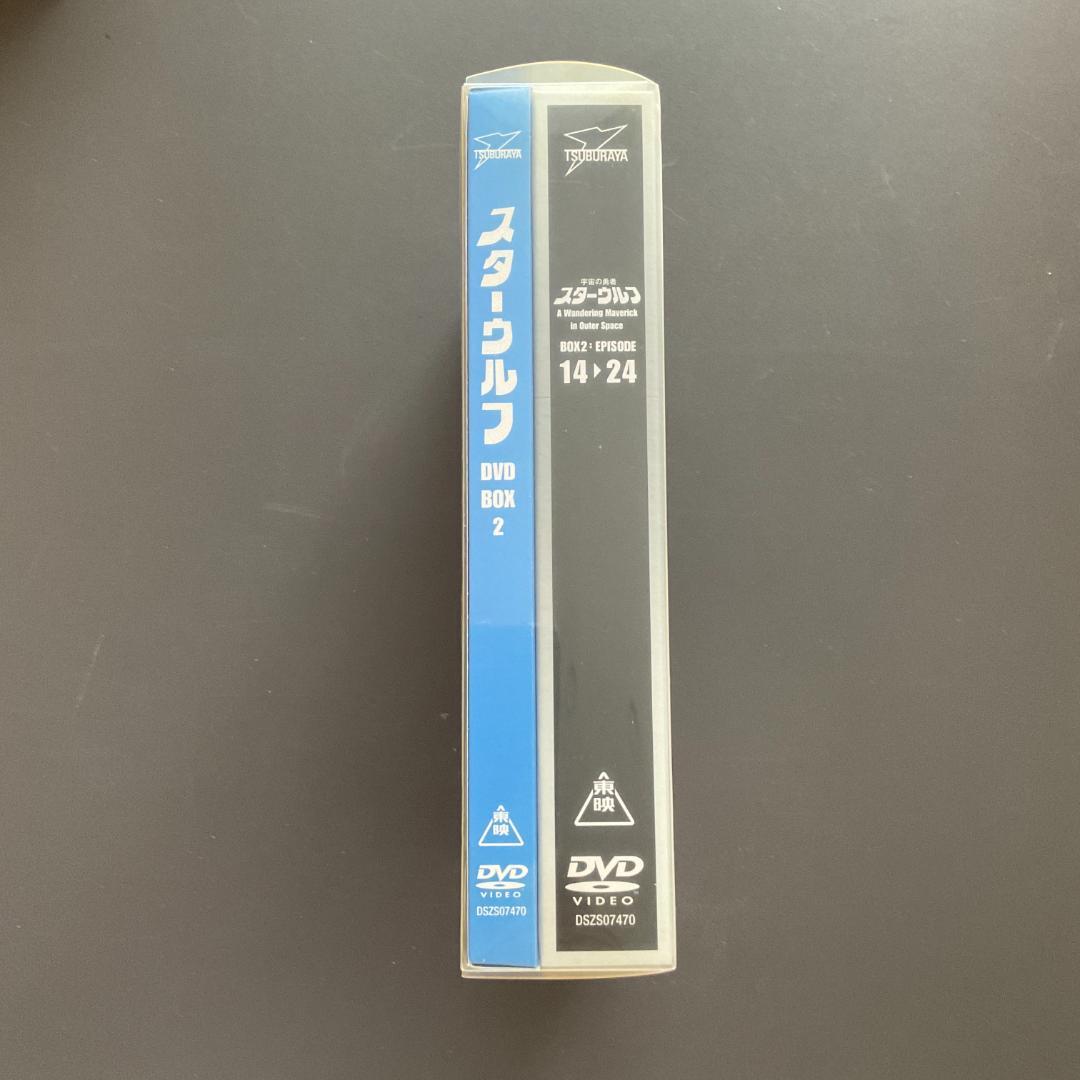 TSUBURAYA
スターウルフ
DVD
BOX
2
東映
DVD
VIDEO
DSZS07470
TSUBURAYA
宇宙の勇者
スターウルフ
A Wandering Maverick
in Outer Space
BOX2: EPISODE
14▶24
東映
DVD
VIDEO
TM
DSZS07470